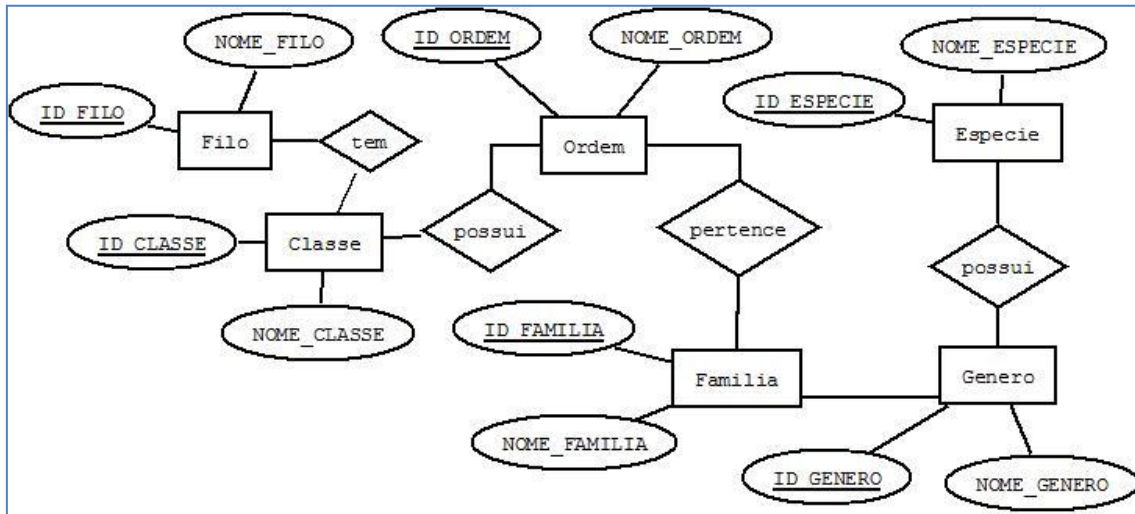 NOME_FILO
ID_FILO
Filo
tem
ID_CLASSE
Classe
NOME_CLASSE
possui
ID_ORDEM
NOME_ORDEM
Ordem
pertence
ID_FAMILIA
Familia
NOME_FAMILIA
NOME_ESPECIE
ID_ESPECIE
Especie
possui
Genero
ID_GENERO
NOME_GENERO